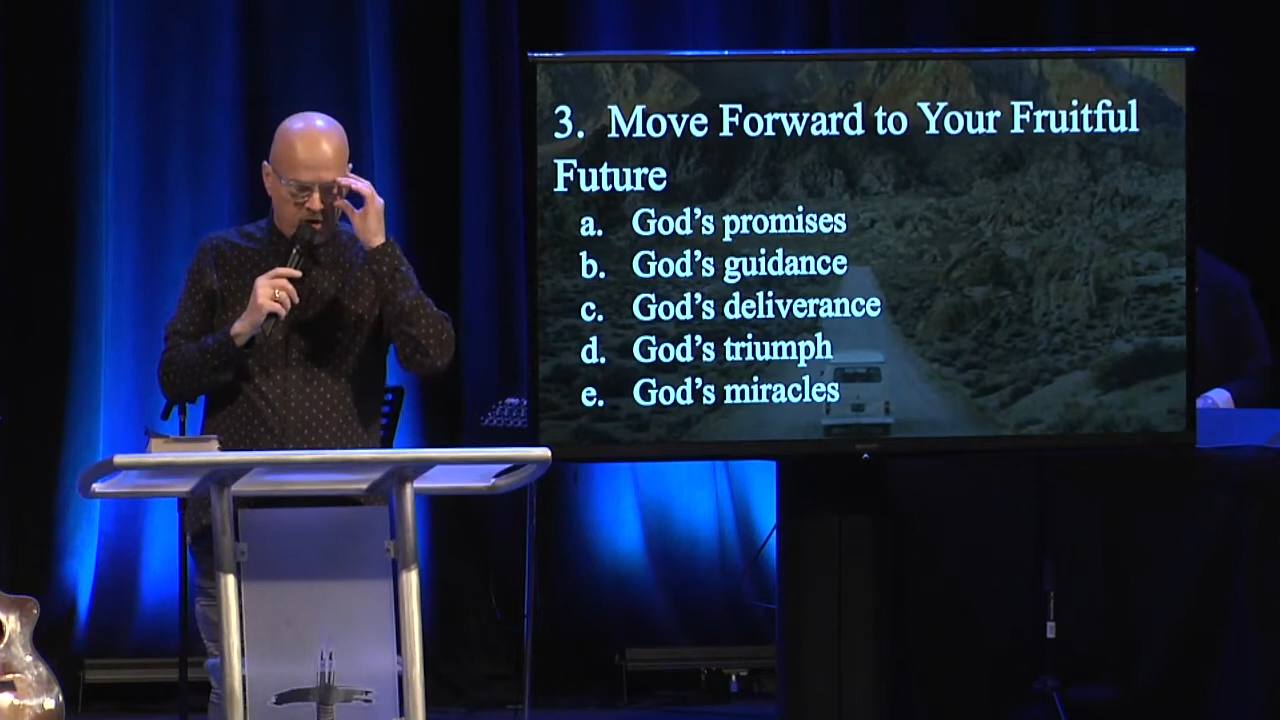 3. Move Forward to Your Fruitful
Future
a. God’s promises
b. God’s guidance
c. God’s deliverance
d. God’s triumph
e. God’s miracles